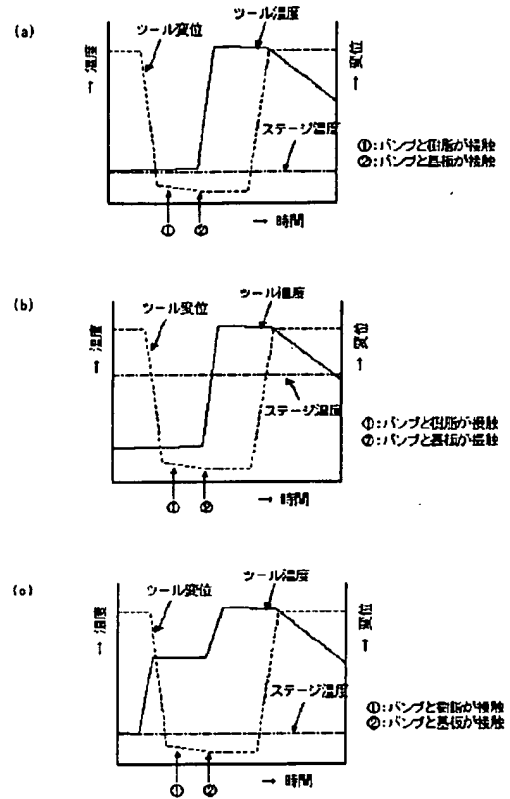 (a)
ツール変位
ツール温度
→ 温度
→ 変位
ステージ温度
①:バンプと樹脂が接触
②:バンプと基板が接触
① ②
→ 時間
(b)
ツール変位
ツール温度
→ 温度
→ 変位
ステージ温度
①:バンプと樹脂が接触
②:バンプと基板が接触
① ②
→ 時間
(c)
ツール変位
ツール温度
→ 温度
→ 変位
ステージ温度
①:バンプと樹脂が接触
②:バンプと基板が接触
① ②
→ 時間